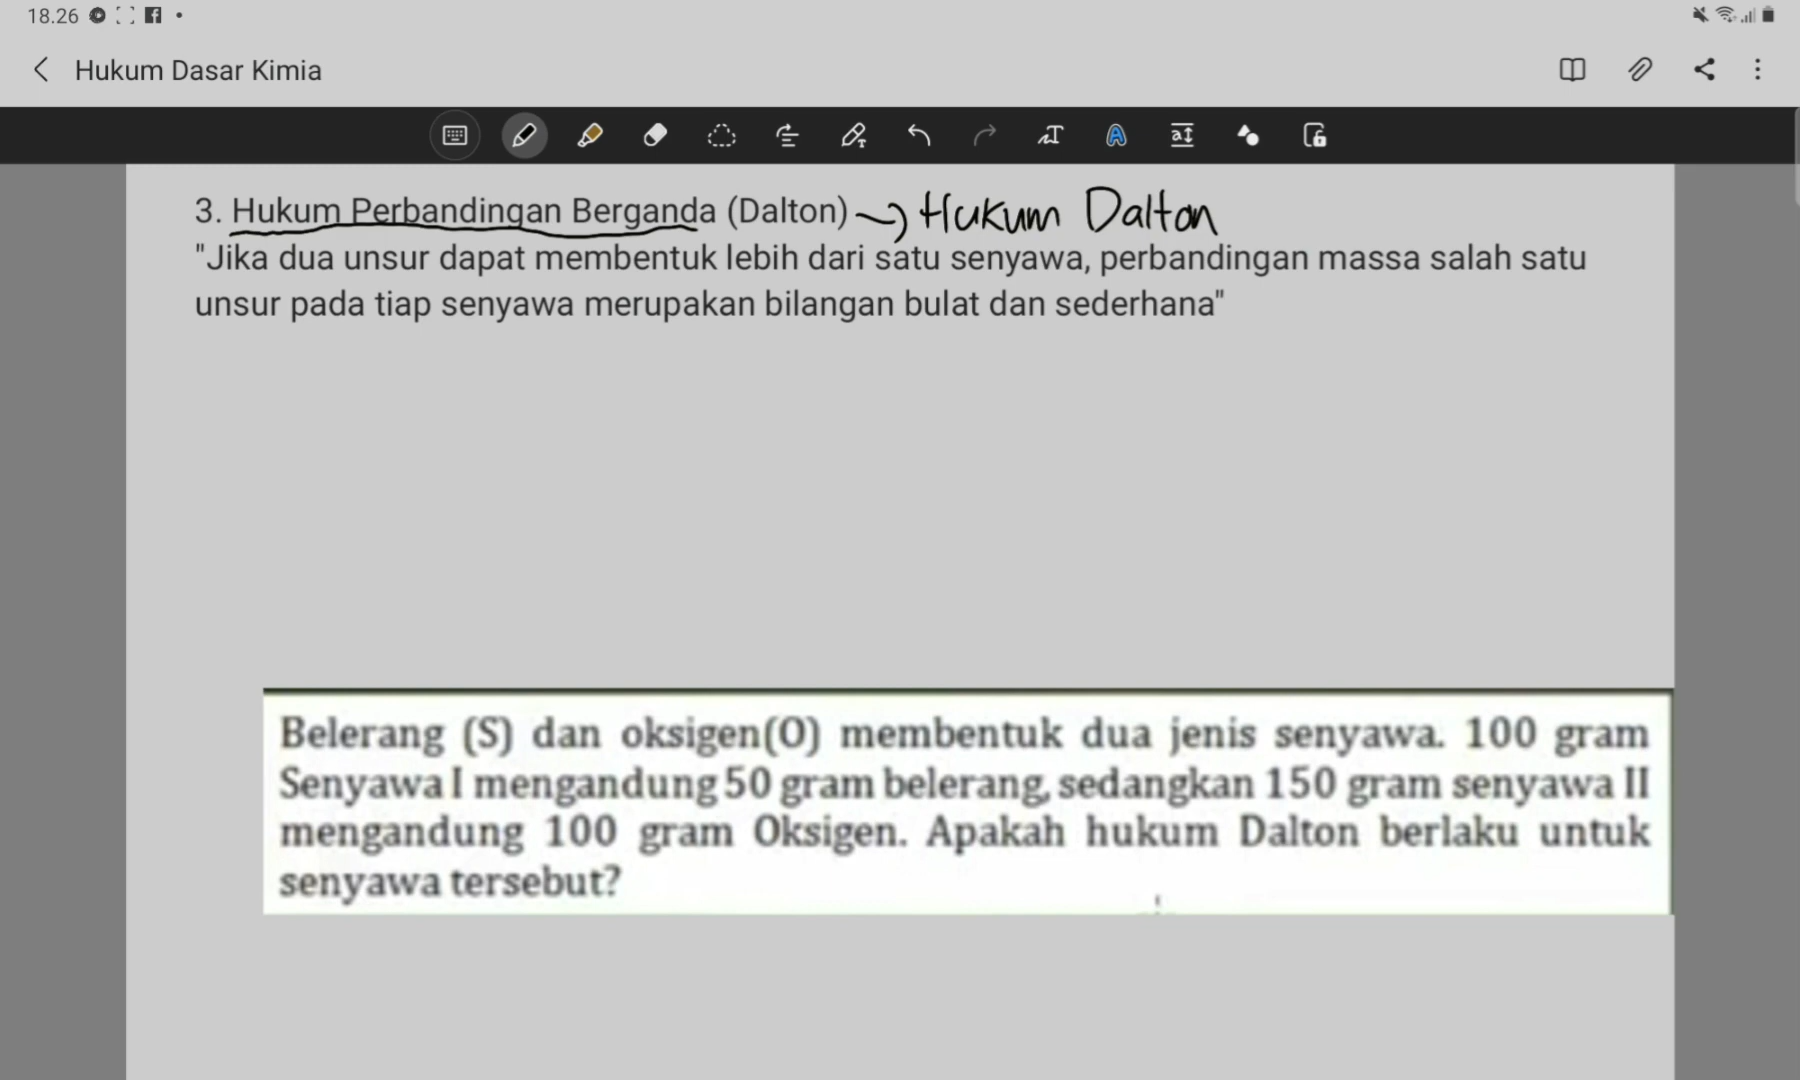 18.26
Hukum Dasar Kimia
3. Hukum Perbandingan Berganda (Dalton) → Hukum Dalton
"Jika dua unsur dapat membentuk lebih dari satu senyawa, perbandingan massa salah satu
unsur pada tiap senyawa merupakan bilangan bulat dan sederhana"
Belerang (S) dan oksigen(O) membentuk dua jenis senyawa. 100 gram
Senyawa I mengandung 50 gram belerang, sedangkan 150 gram senyawa II
mengandung 100 gram Oksigen. Apakah hukum Dalton berlaku untuk
senyawa tersebut?